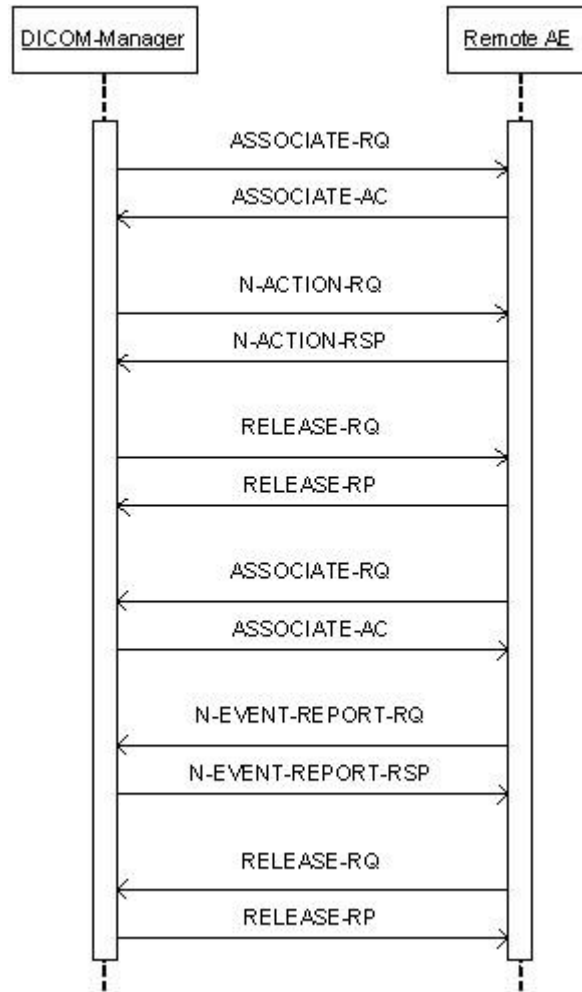 DICOM-Manager
Remote AE
ASSOCIATE-RQ
ASSOCIATE-AC
N-ACTION-RQ
N-ACTION-RSP
RELEASE-RQ
RELEASE-RP
ASSOCIATE-RQ
ASSOCIATE-AC
N-EVENT-REPORT-RQ
N-EVENT-REPORT-RSP
RELEASE-RQ
RELEASE-RP